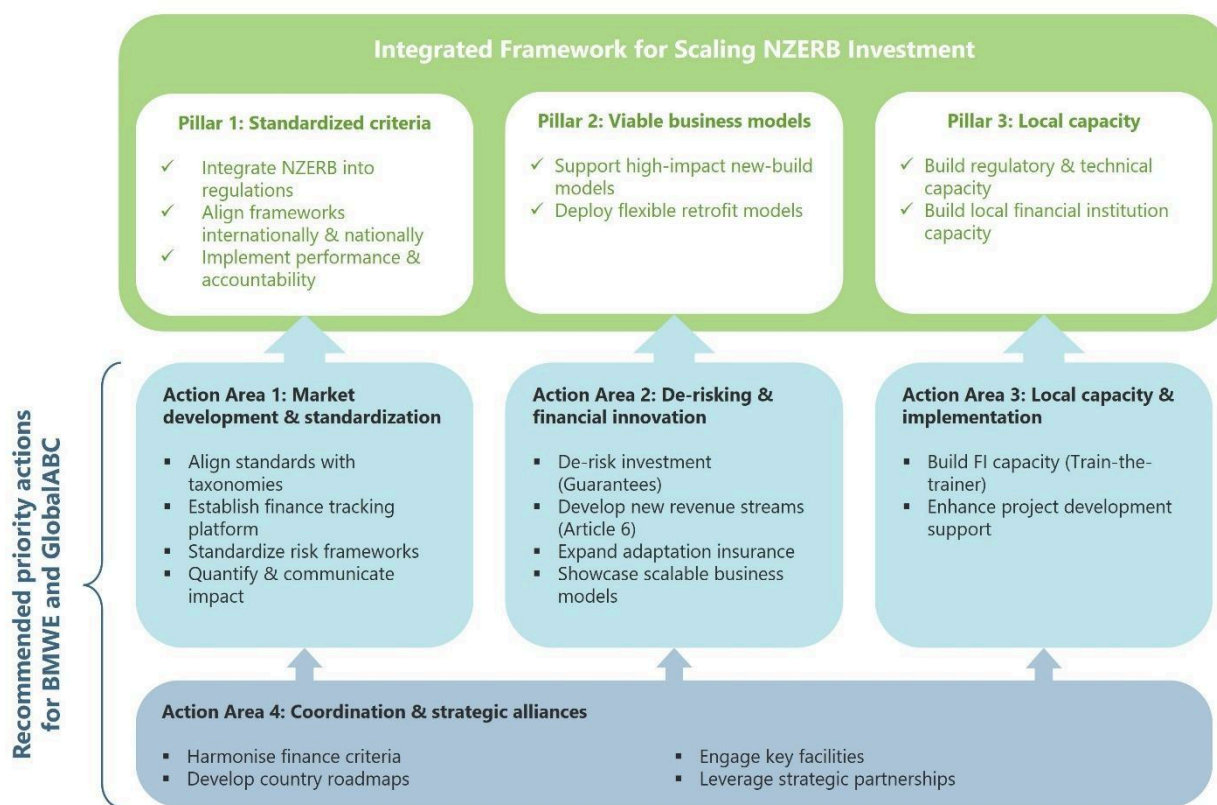 Integrated Framework for Scaling NZERB Investment
Pillar 1: Standardized criteria
✓ Integrate NZERB into
regulations
✓ Align frameworks
internationally & nationally
✓ Implement performance &
accountability
Pillar 2: Viable business models
✓ Support high-impact new-build
models
✓ Deploy flexible retrofit models
Pillar 3: Local capacity
✓ Build regulatory & technical
capacity
✓ Build local financial institution
capacity
Recommended priority actions
for BMWE and GlobalABC
Action Area 1: Market
development & standardization
▪ Align standards with
taxonomies
▪ Establish finance tracking
platform
▪ Standardize risk frameworks
▪ Quantify & communicate
impact
Action Area 2: De-risking &
financial innovation
▪ De-risk investment
(Guarantees)
▪ Develop new revenue streams
(Article 6)
▪ Expand adaptation insurance
▪ Showcase scalable business
models
Action Area 3: Local capacity &
implementation
▪ Build FI capacity (Train-the-
trainer)
▪ Enhance project development
support
Action Area 4: Coordination & strategic alliances
▪ Harmonise finance criteria
▪ Develop country roadmaps
▪ Engage key facilities
▪ Leverage strategic partnerships